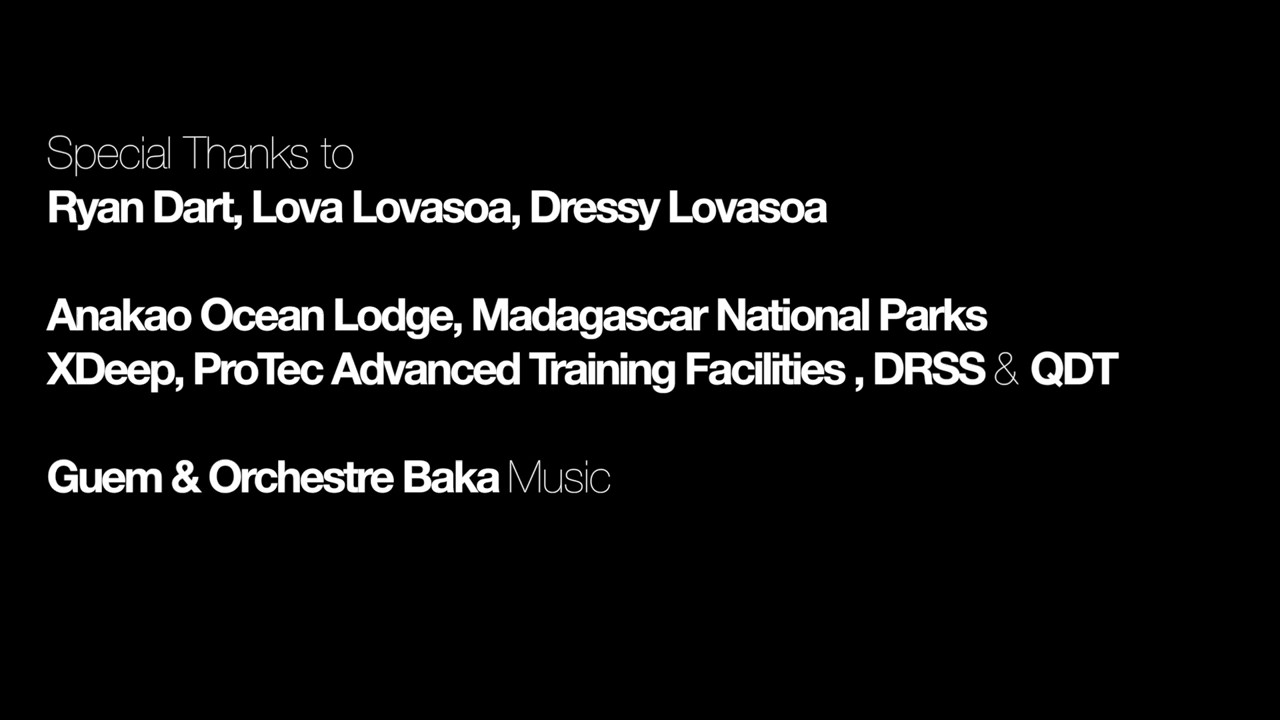 Special Thanks to
Ryan Dart, Lova Lovasoa, Dressy Lovasoa
Anakao Ocean Lodge, Madagascar National Parks
XDeep, ProTec Advanced Training Facilities , DRSS & QDT
Guem & Orchestre Baka Music